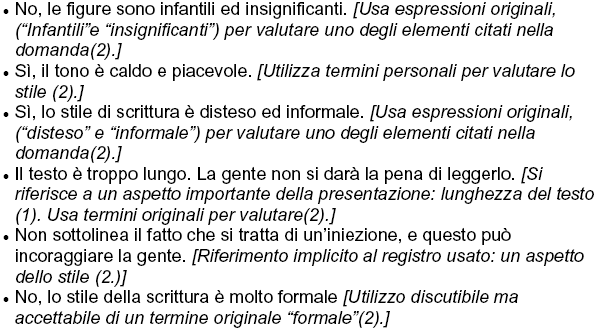 • No, le figure sono infantili ed insignificanti. [Usa espressioni originali,
(“Infantili”e “insignificanti”) per valutare uno degli elementi citati nella
domanda(2).]
• Sì, il tono è caldo e piacevole. [Utilizza termini personali per valutare lo
stile (2).]
• Sì, lo stile di scrittura è disteso ed informale. [Usa espressioni originali,
(“disteso” e “informale”) per valutare uno degli elementi citati nella
domanda(2).]
• Il testo è troppo lungo. La gente non si darà la pena di leggerlo. [Si
riferisce a un aspetto importante della presentazione: lunghezza del testo
(1). Usa termini originali per valutare(2).]
• Non sottolinea il fatto che si tratta di un’iniezione, e questo può
incoraggiare la gente. [Riferimento implicito al registro usato: un aspetto
dello stile (2.)]
• No, lo stile della scrittura è molto formale [Utilizzo discutibile ma
accettabile di un termine originale “formale”(2).]